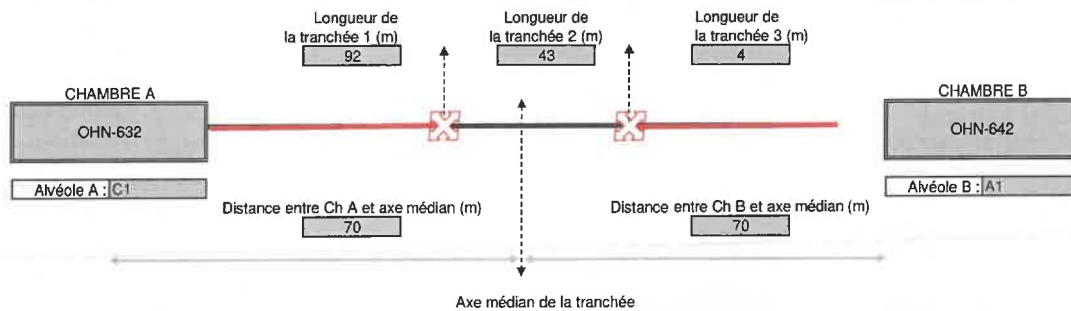 Longueur de
la tranchée 1 (m)
92
Longueur de
la tranchée 2 (m)
43
Longueur de
la tranchée 3 (m)
4
CHAMBRE A
OHN-632
CHAMBRE B
OHN-642
Alvéole A : C1
Alvéole B : A1
Distance entre Ch A et axe médian (m)
70
Distance entre Ch B et axe médian (m)
70
Axe médian de la tranchée